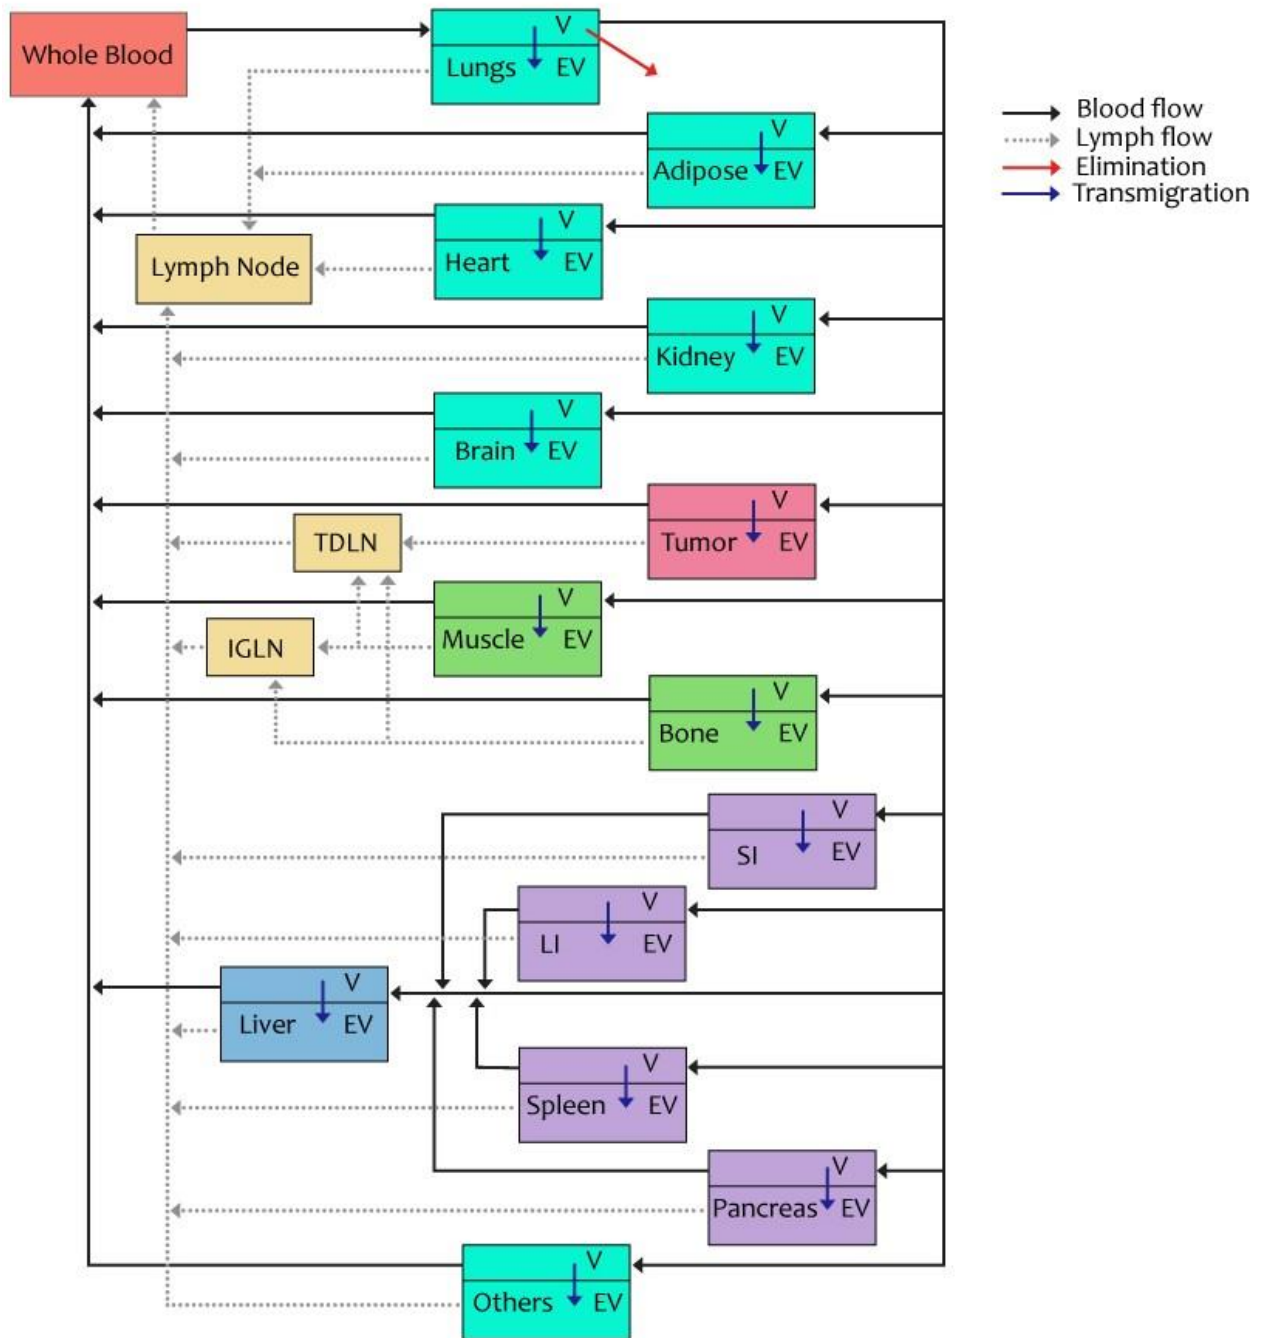 Whole Blood
V
Lungs EV
Blood flow
Lymph flow
Elimination
Transmigration
V
Adipose EV
V
Heart EV
Lymph Node
V
Kidney EV
V
Brain EV
V
Tumor EV
TDLN
V
Muscle EV
IGLN
V
Bone EV
V
SI EV
V
LI EV
V
Liver EV
V
Spleen EV
V
Pancreas EV
V
Others EV